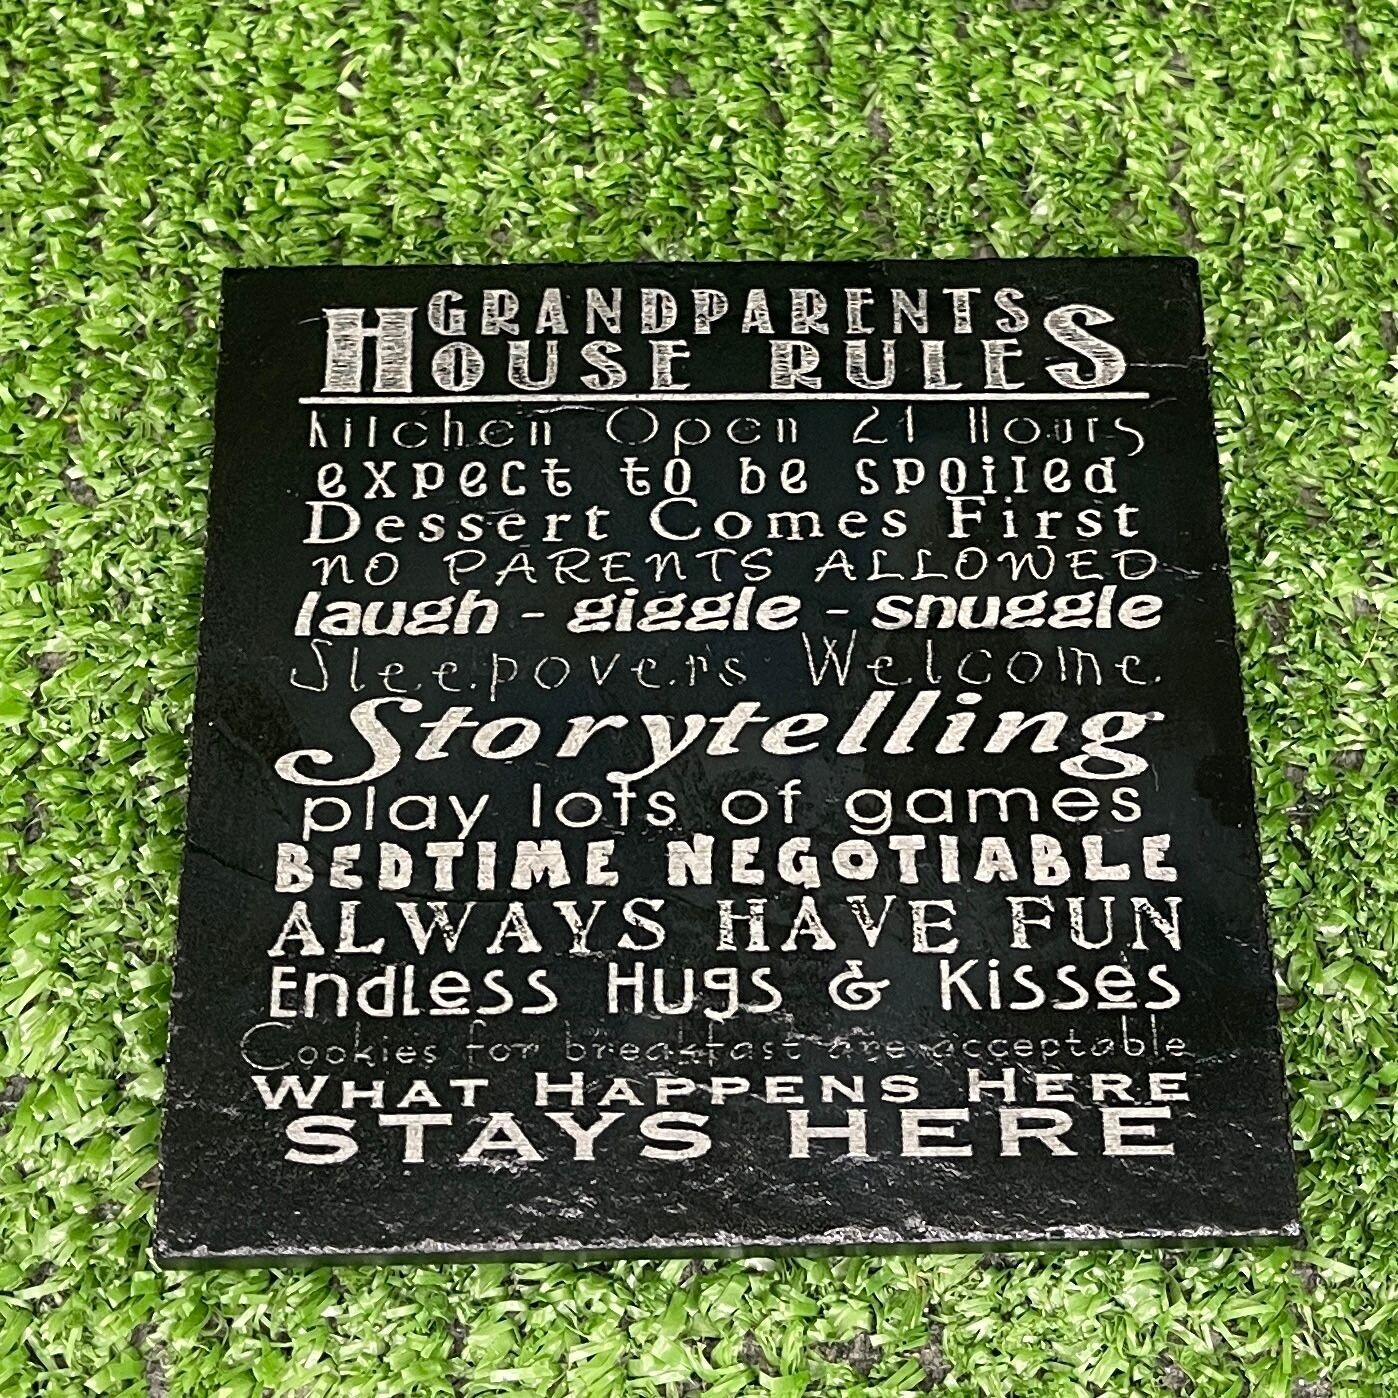 GRANDPARENTS
HOUSE RULES
Kitchen Open 24 Hours
expect to be spoiled
Dessert Comes First
NO PARENTS ALLOWED
laugh - giggle - snuggle
Sleepovers Welcome
Storytelling
play lots of games
BEDTIME NEGOTIABLE
ALWAYS HAVE FUN
Endless Hugs & Kisses
Cookies for breakfast are acceptable
WHAT HAPPENS HERE
STAYS HERE